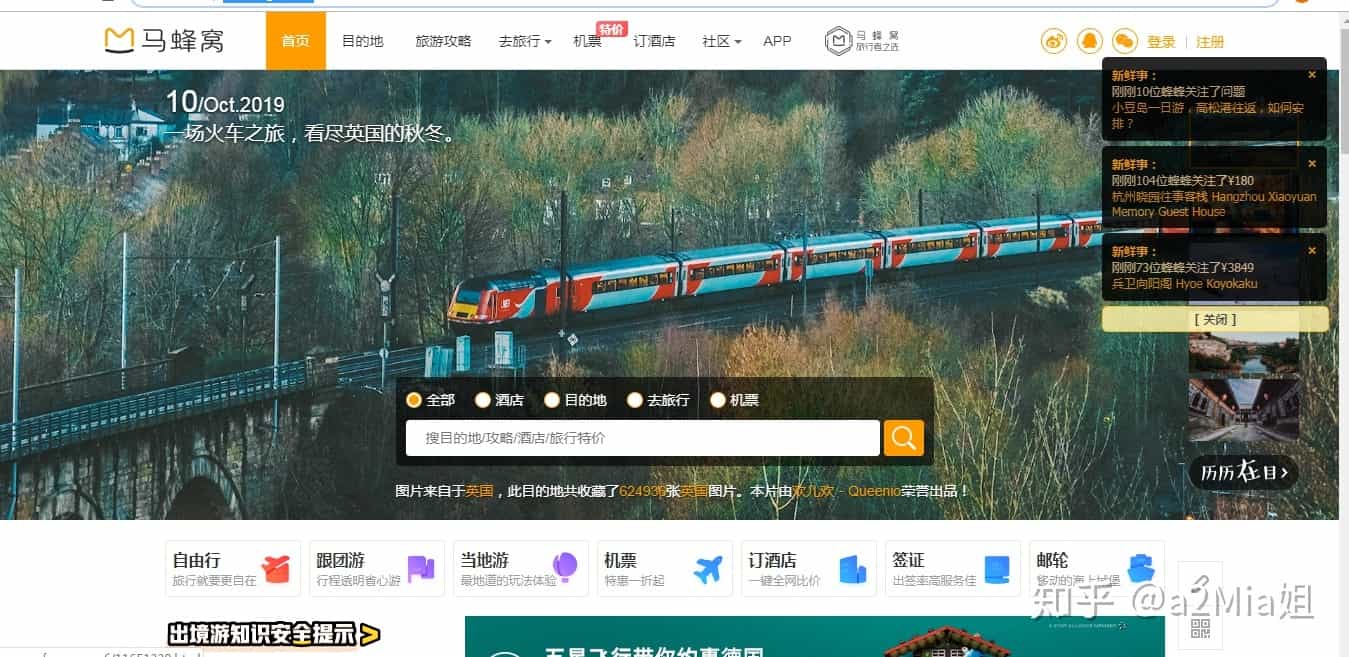 马蜂窝
首页
目的地
旅游攻略
去旅行
机票
特价
订酒店
社区
APP
马蜂窝
旅行者之选
登录
注册
10/Oct.2019
一场火车之旅，看尽英国的秋冬。
新鲜事：
刚刚10位蜂蜂关注了问题
小豆岛一日游，高松港往返，如何安
排？
新鲜事：
刚刚104位蜂蜂关注了¥180
杭州晓园往事客栈 Hangzhou Xiaoyuan
Memory Guest House
新鲜事：
刚刚73位蜂蜂关注了¥3849
兵卫向阳阁 Hyoe Koyokaku
[ 关闭 ]
全部 酒店 目的地 去旅行 机票
搜目的地/攻略/酒店/旅行特价
历历在目
图片来自于英国，此目的地共收藏了张英国图片。本片由 - Queenie荣誉出品！
自由行
旅行就要更自在
跟团游
行程透明省心游
当地游
最地道的玩法体验
机票
特惠一折起
订酒店
一键全网比价
签证
出签率高服务佳
邮轮
移动的海上城堡
知乎 @a2Mia姐
出境游知识安全提示
五星飞行带你约惠德国